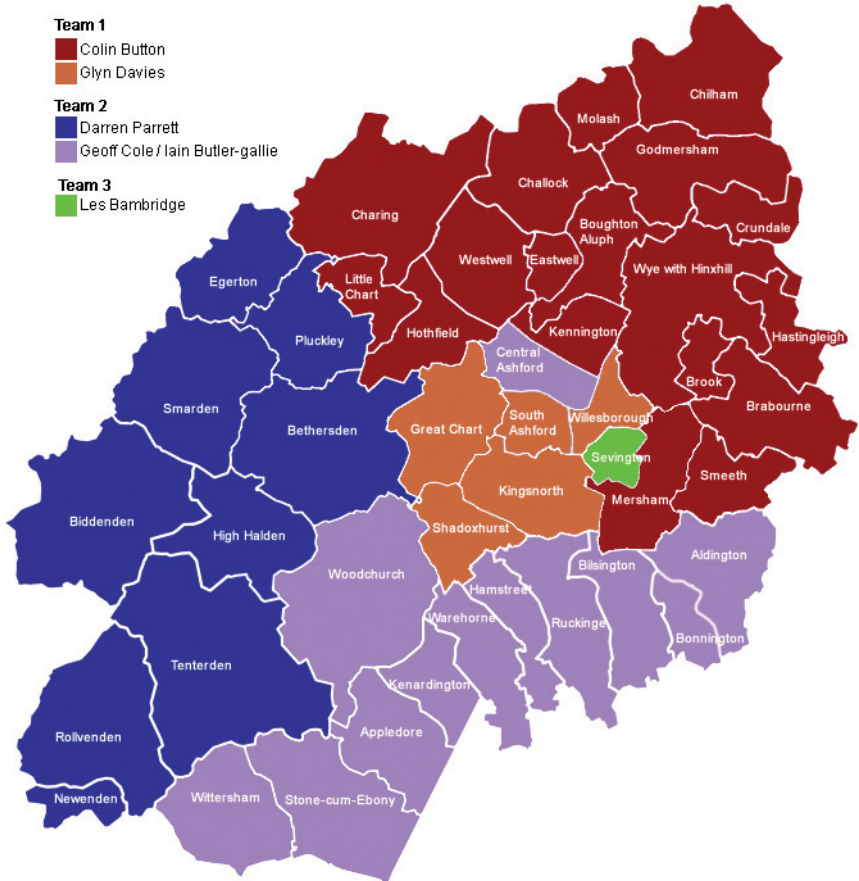 Team 1
Colin Button
Glyn Davies
Team 2
Darren Parrett
Geoff Cole / Iain Butler-gallie
Team 3
Les Bambridge
Chilham
Molash
Godmersham
Challock
Charing
Boughton
Aluph
Crundale
Westwell
Eastwell
Wye with Hinxhill
Egerton
Little
Chart
Hothfield
Kennington
Hastingleigh
Pluckley
Central
Ashford
Brook
Smarden
Brabourne
Bethersden
Great Chart
South
Ashford
Willesborough
Sevington
Smeeth
Kingsnorth
Mersham
Biddenden
High Halden
Shadoxhurst
Aldington
Woodchurch
Bilsington
Hamstreet
Warehorne
Ruckinge
Bonnington
Tenterden
Kenardington
Appledore
Rollvenden
Newenden
Wittersham
Stone-cum-Ebony